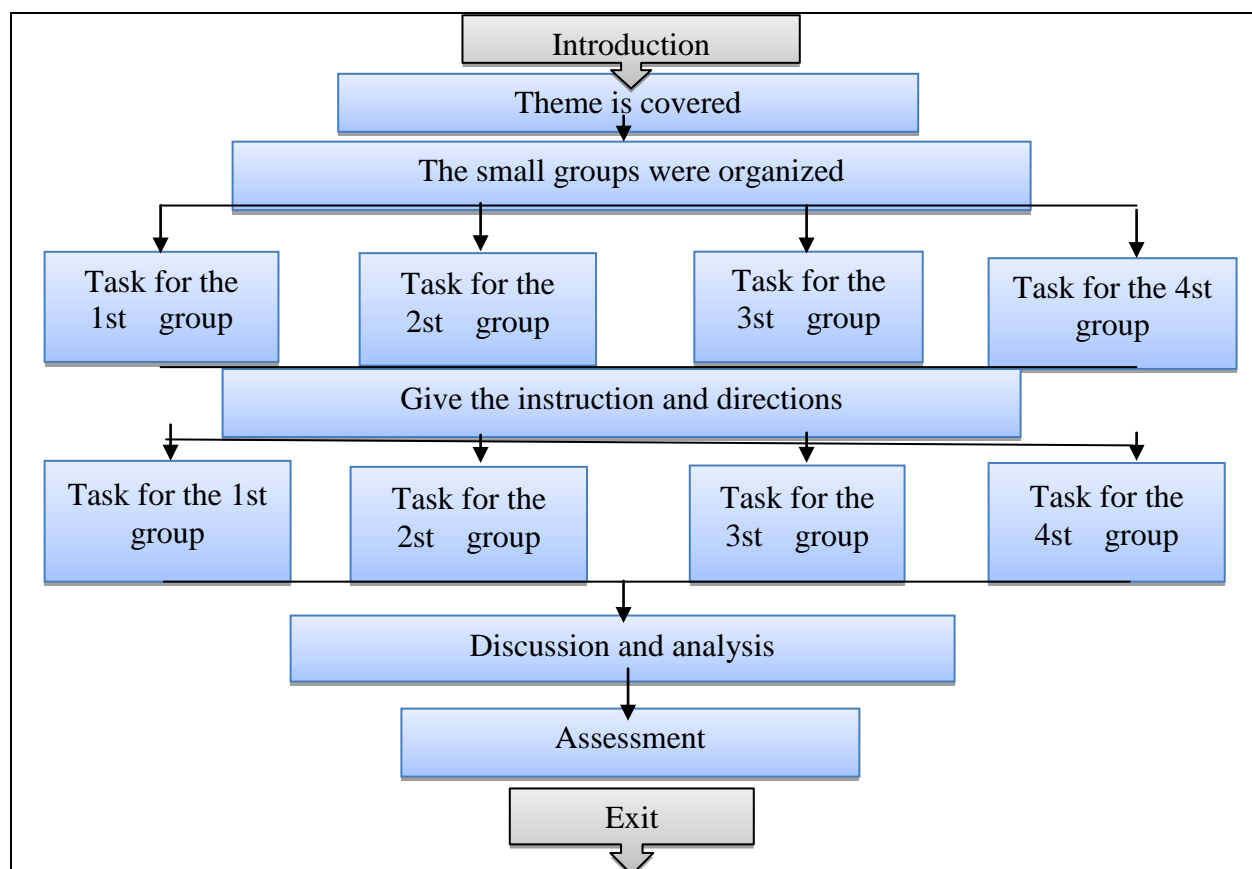 Introduction
Theme is covered
The small groups were organized
Task for the
1st group
Task for the
2st group
Task for the
3st group
Task for the 4st
group
Give the instruction and directions
Task for the 1st
group
Task for the
2st group
Task for the
3st group
Task for the
4st group
Discussion and analysis
Assessment
Exit